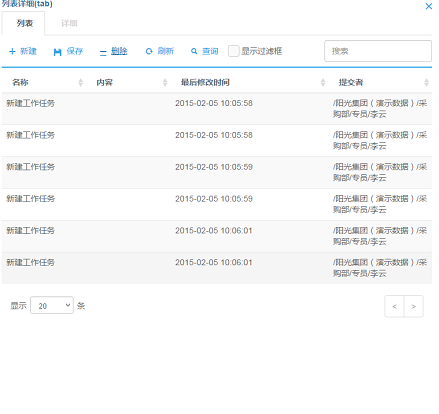 列表详细(tab)
列表 详细
新建 保存 删除 刷新 查询 显示过滤框 搜索
名称 内容 最后修改时间 提交者
新建工作任务 2015-02-05 10:05:58 /阳光集团（演示数据）/采
购部/专员/李云
新建工作任务 2015-02-05 10:05:58 /阳光集团（演示数据）/采
购部/专员/李云
新建工作任务 2015-02-05 10:05:59 /阳光集团（演示数据）/采
购部/专员/李云
新建工作任务 2015-02-05 10:05:59 /阳光集团（演示数据）/采
购部/专员/李云
新建工作任务 2015-02-05 10:06:01 /阳光集团（演示数据）/采
购部/专员/李云
新建工作任务 2015-02-05 10:06:01 /阳光集团（演示数据）/采
购部/专员/李云
显示 20 条 < >